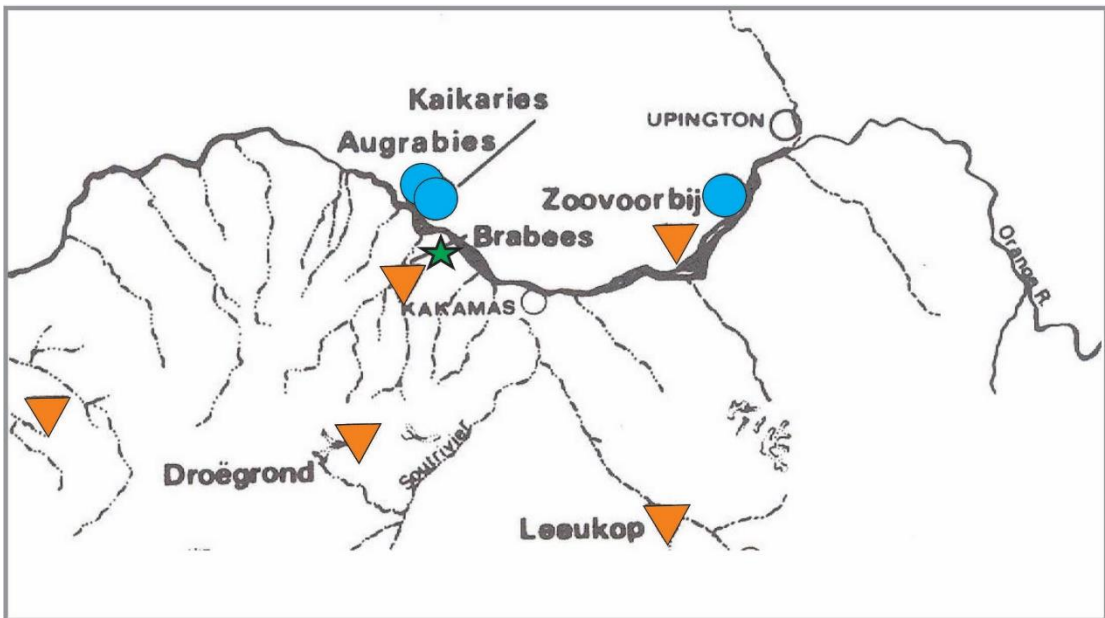 Kaikaries
UPINGTON
Augrabies
Zoovoorbij
Brabees
Orange R.
KAKAMAS
Soutrivier
Droëgrond
Leeukop